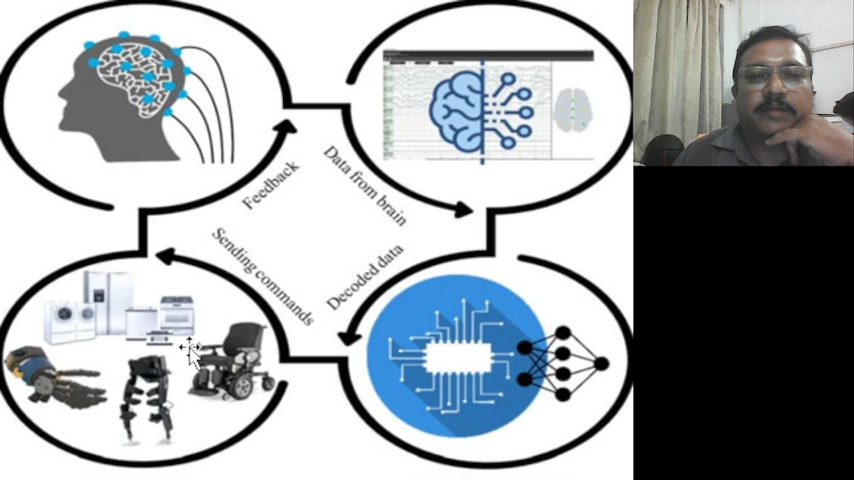 Feedback
Data from brain
Sending commands
Decoded data